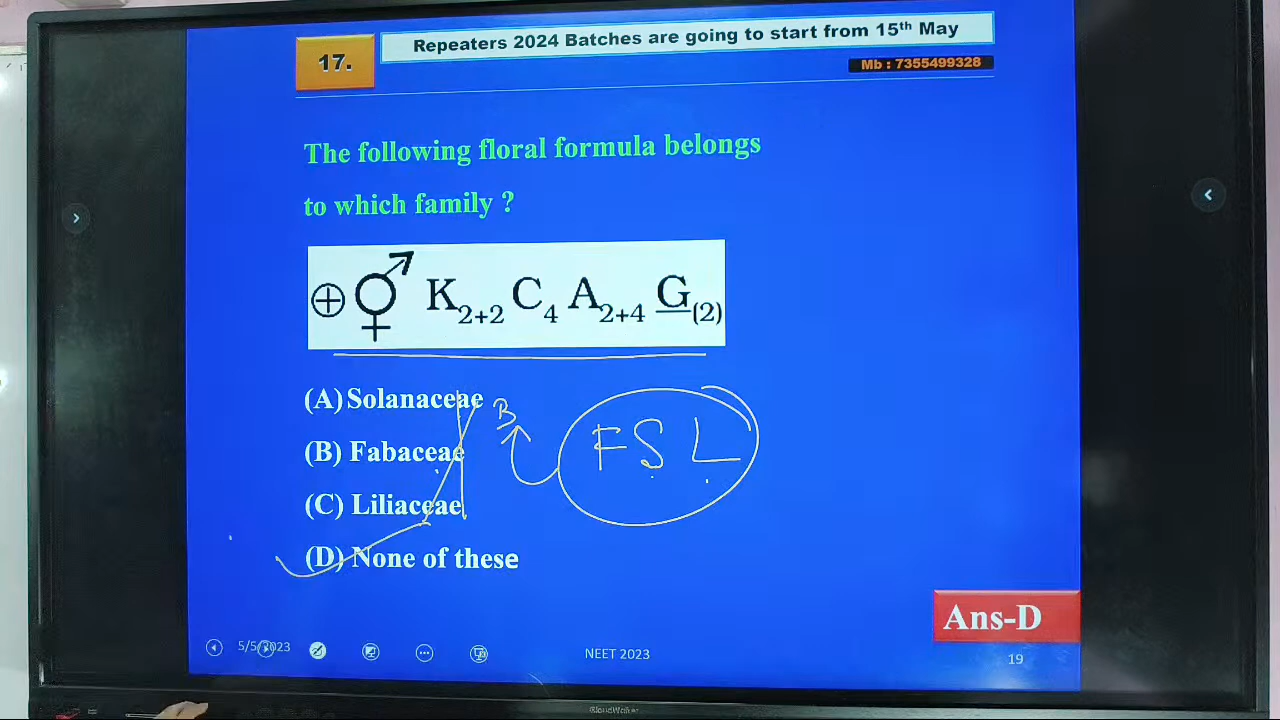 Repeaters 2024 Batches are going to start from 15th May
17.
Mb : 7355499328
The following floral formula belongs
to which family ?
⊕ ⚥ K2+2 C4 A2+4 G(2)
(A) Solanaceae
B
(B) Fabaceae
F S L
(C) Liliaceae
(D) None of these
Ans-D
5/5/2023
NEET 2023
19
CloudWalker